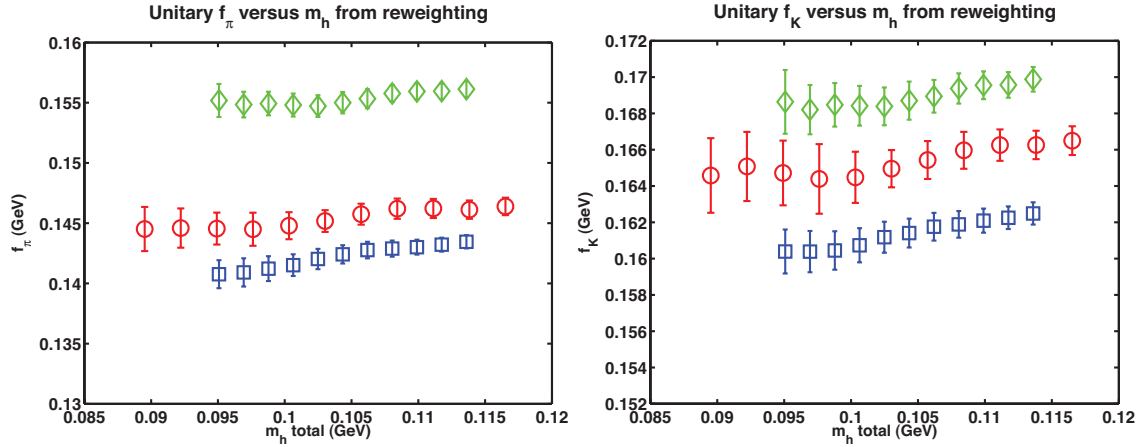 Unitary f_π versus m_h from reweighting
0.16
0.155
0.15
0.145
0.14
0.135
0.13
f_π (GeV)
0.085 0.09 0.095 0.1 0.105 0.11 0.115 0.12
m_h total (GeV)
Unitary f_K versus m_h from reweighting
0.172
0.17
0.168
0.166
0.164
0.162
0.16
0.158
0.156
0.154
0.152
f_K (GeV)
0.085 0.09 0.095 0.1 0.105 0.11 0.115 0.12
m_h total (GeV)